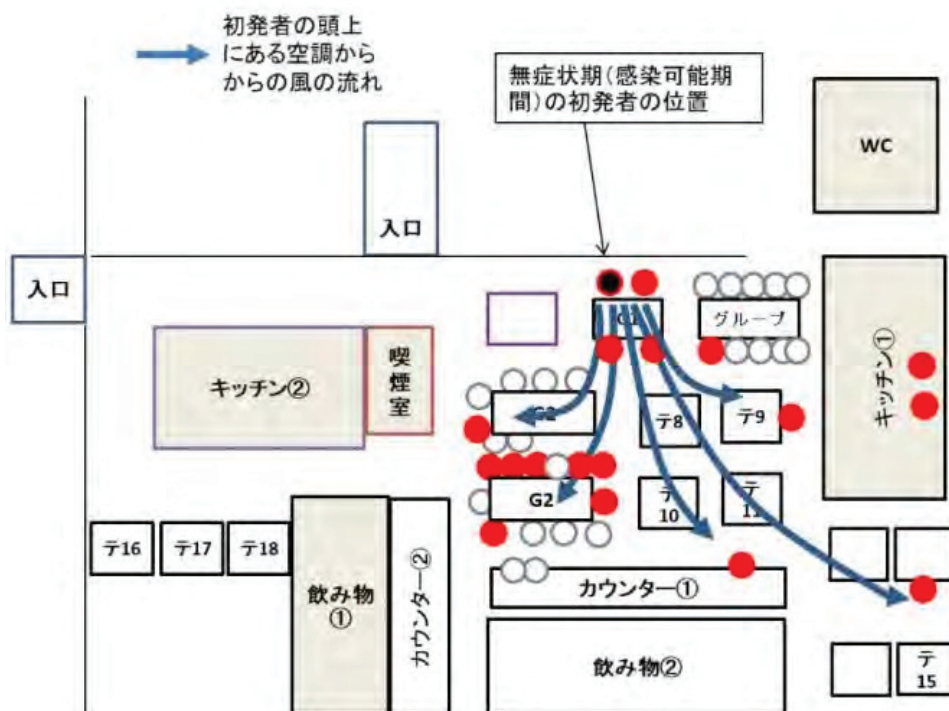 初発者の頭上
にある空調から
からの風の流れ
無症状期（感染可能期
間）の初発者の位置
WC
入口
入口
G1
グループ
キッチン①
キッチン②
喫煙室
G2
テ8
テ9
G2
テ
10
テ
11
テ16
テ17
テ18
飲み物
①
カウンター②
カウンター①
飲み物②
テ
15